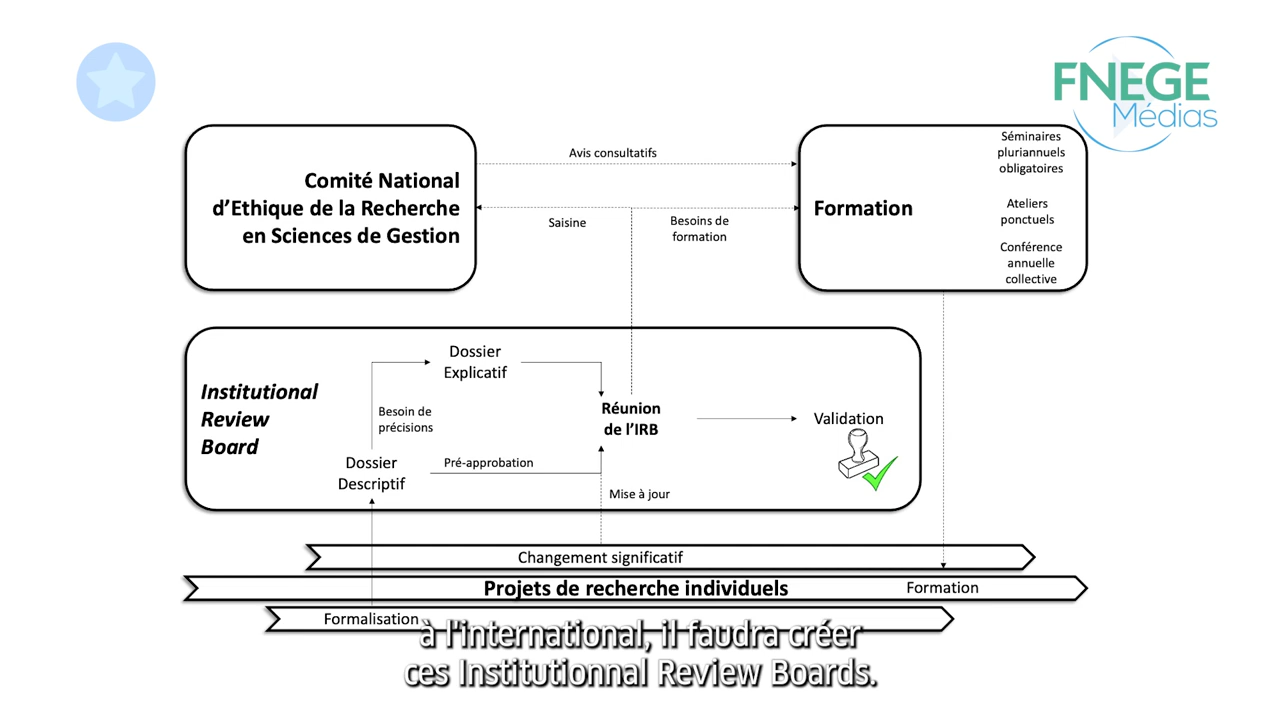 FNEGE
Médias
Comité National
d’Ethique de la Recherche
en Sciences de Gestion
Avis consultatifs
Saisine
Besoins de
formation
Formation
Séminaires
pluriannuels
obligatoires
Ateliers
ponctuels
Conférence
annuelle
collective
Institutional
Review
Board
Dossier
Explicatif
Besoin de
précisions
Dossier
Descriptif
Pré-approbation
Réunion
de l’IRB
Mise à jour
Validation
Changement significatif
Projets de recherche individuels
Formation
Formalisation
à l'international, il faudra créer
ces Institutionnal Review Boards.